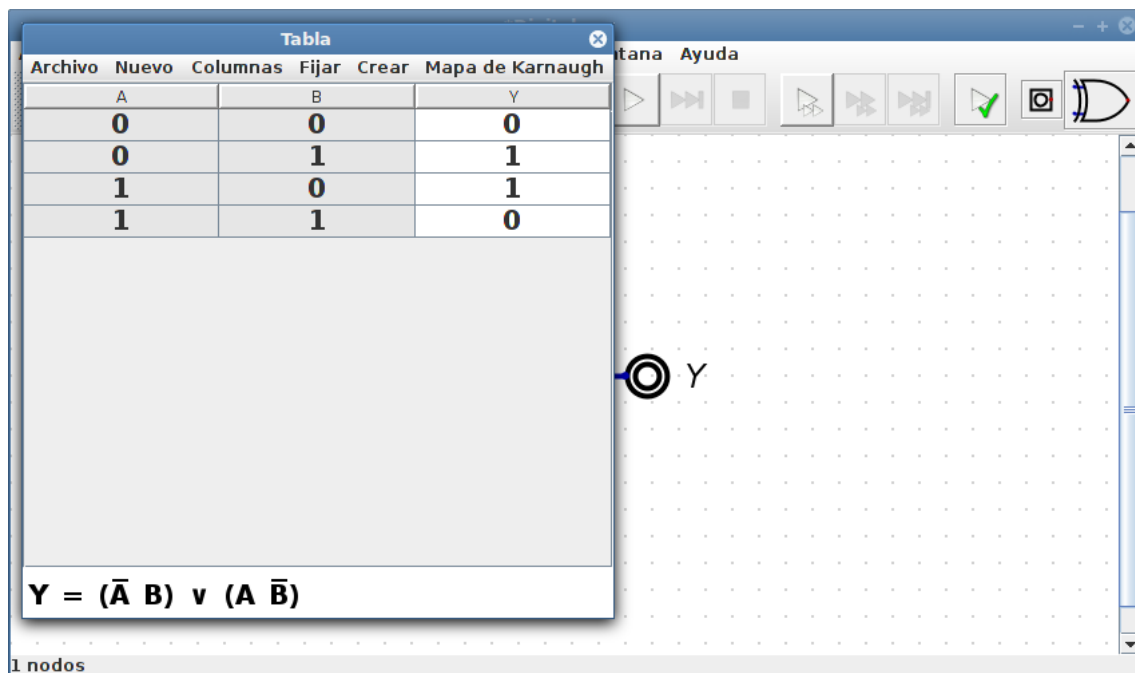 Tabla
Archivo Nuevo Columnas Fijar Crear Mapa de Karnaugh
Ayuda
A B Y
0 0 0
0 1 1
1 0 1
1 1 0
Y
Y = (A̅ B) ∨ (A B̅)
1 nodos